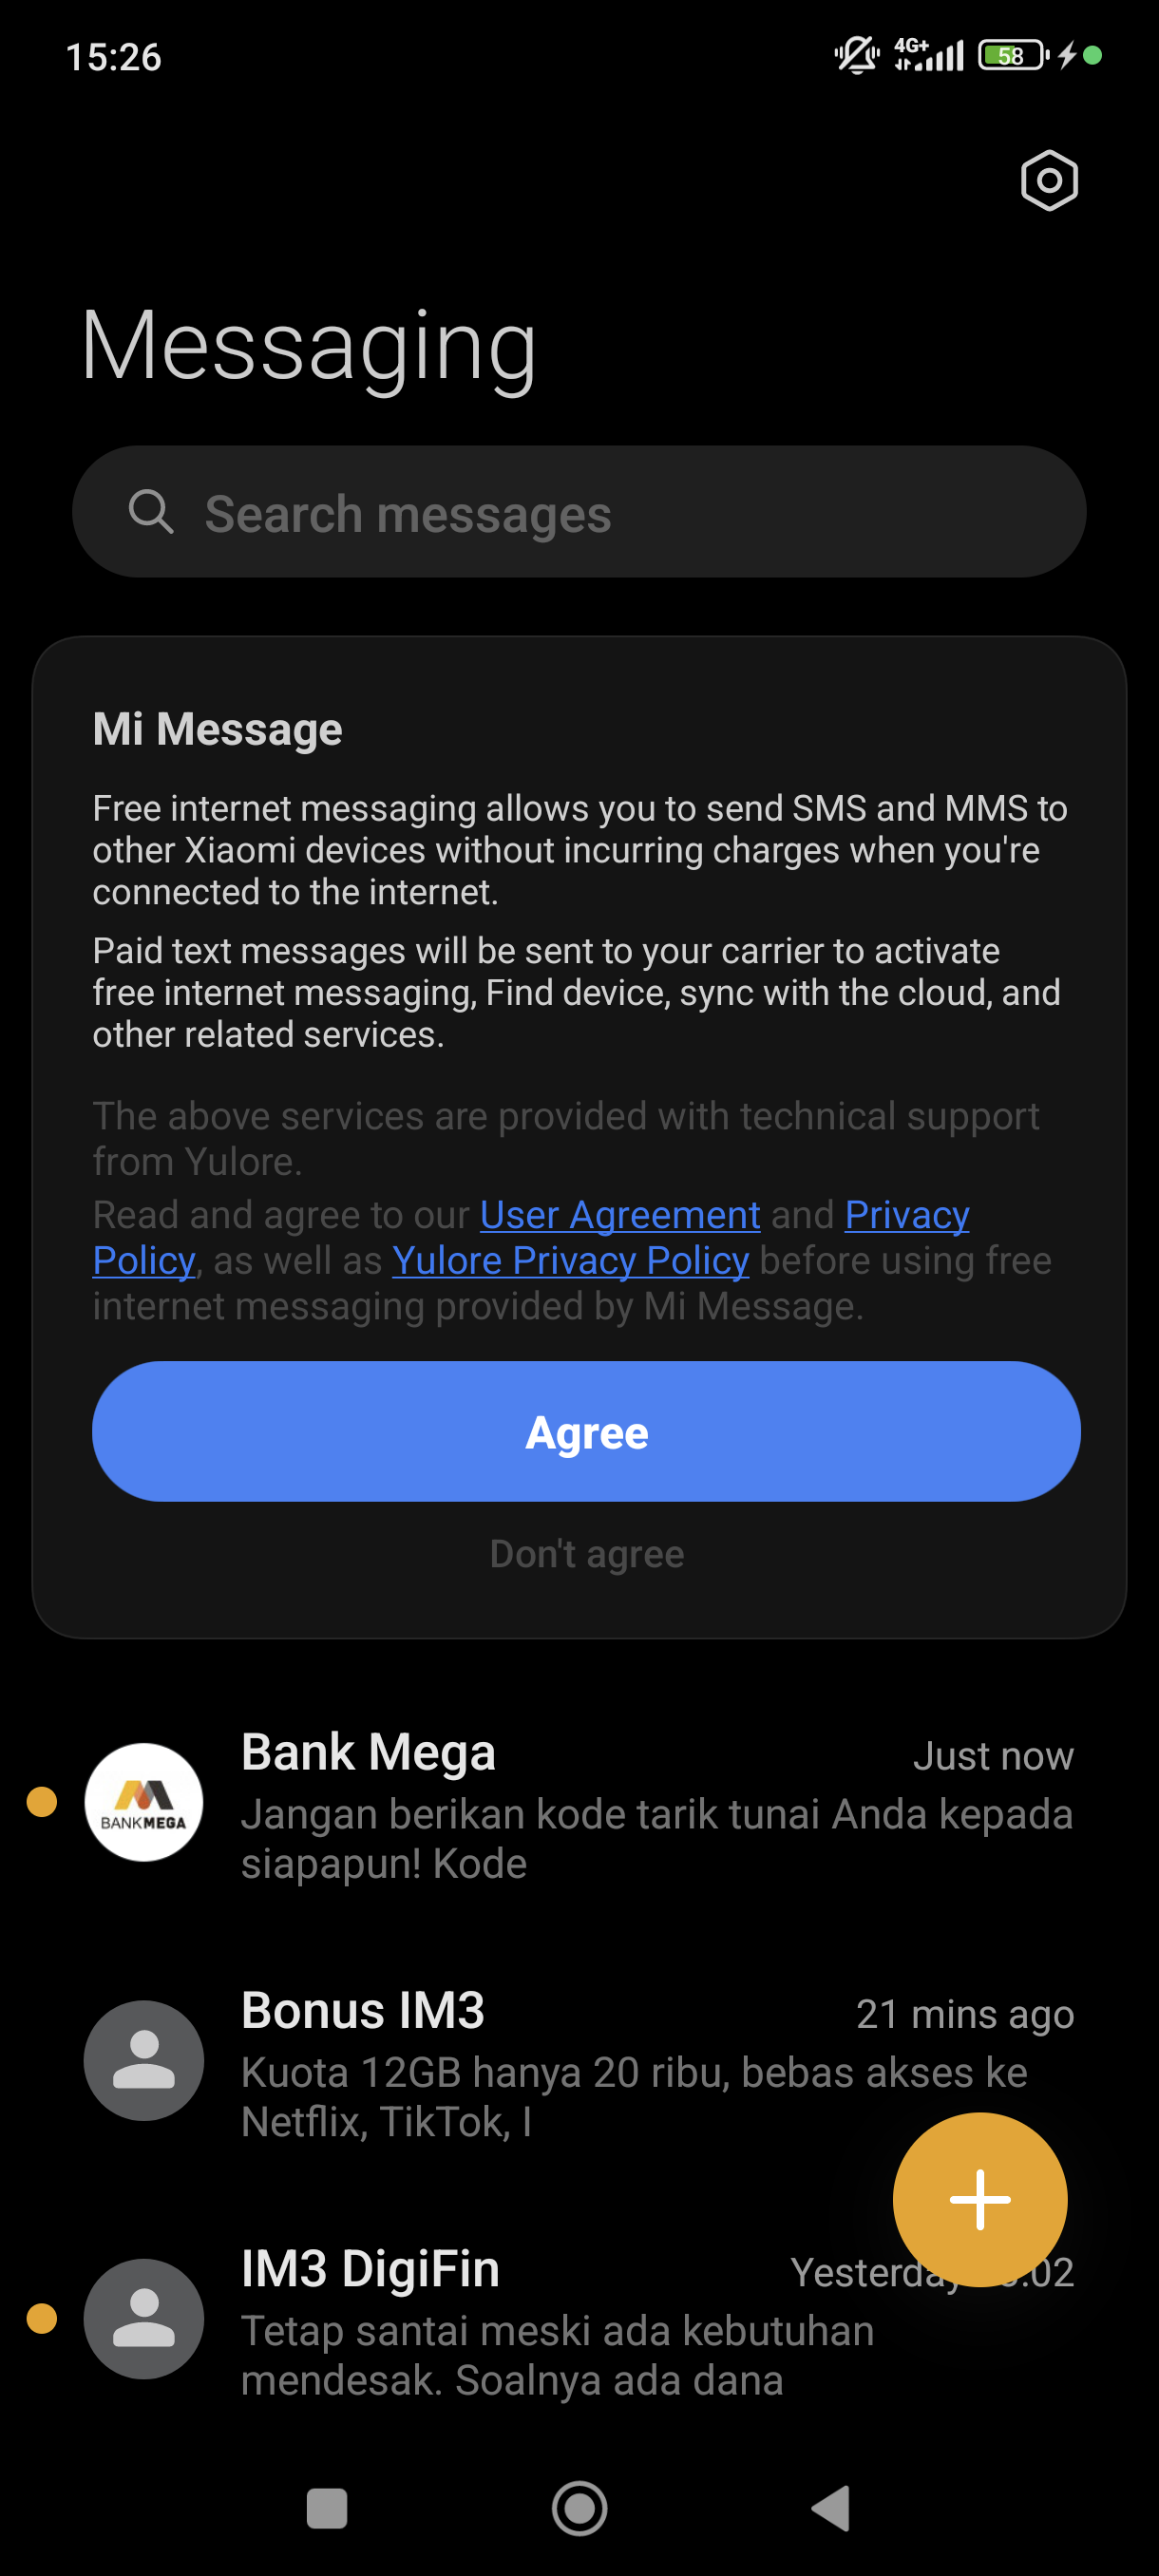 15:26
4G+
58
Messaging
Search messages
Mi Message
Free internet messaging allows you to send SMS and MMS to
other Xiaomi devices without incurring charges when you're
connected to the internet.
Paid text messages will be sent to your carrier to activate
free internet messaging, Find device, sync with the cloud, and
other related services.
The above services are provided with technical support
from Yulore.
Read and agree to our User Agreement and Privacy
Policy, as well as Yulore Privacy Policy before using free
internet messaging provided by Mi Message.
Agree
Don't agree
BANKMEGA
Bank Mega
Just now
Jangan berikan kode tarik tunai Anda kepada
siapapun! Kode
Bonus IM3
21 mins ago
Kuota 12GB hanya 20 ribu, bebas akses ke
Netflix, TikTok, I
IM3 DigiFin
Yesterday
Tetap santai meski ada kebutuhan
mendesak. Soalnya ada dana